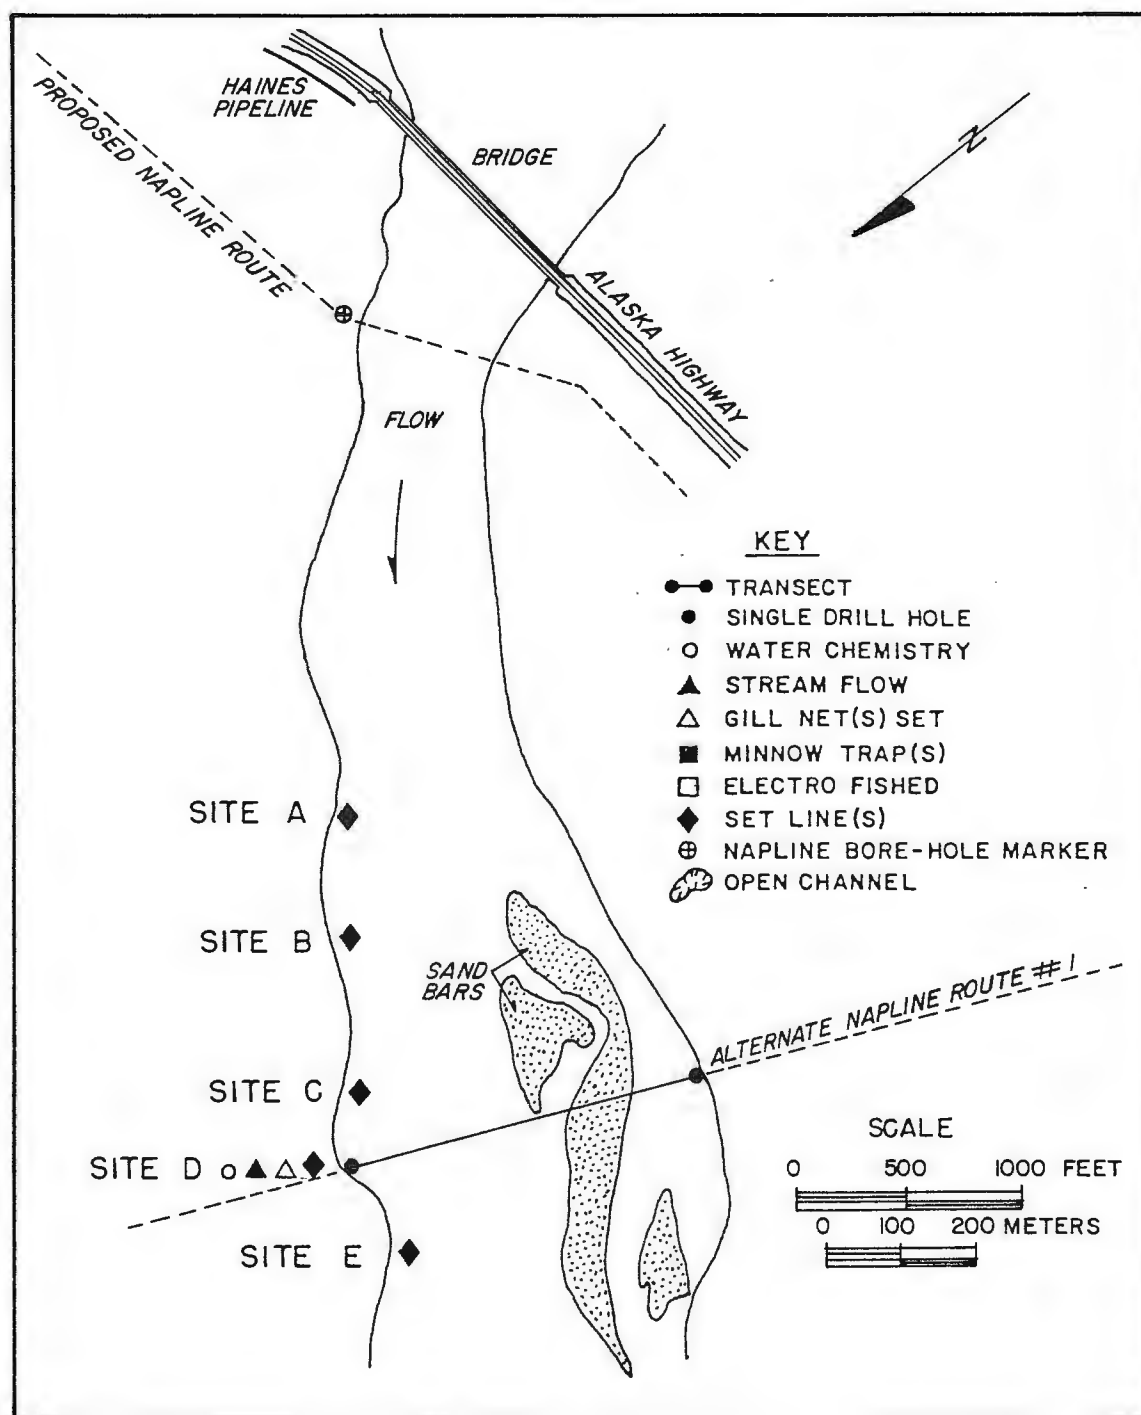 HAINES
PIPELINE
PROPOSED NAPLINE ROUTE
BRIDGE
N
ALASKA HIGHWAY
FLOW
KEY
TRANSECT
SINGLE DRILL HOLE
WATER CHEMISTRY
STREAM FLOW
GILL NET(S) SET
MINNOW TRAP(S)
ELECTRO FISHED
SET LINE(S)
NAPLINE BORE-HOLE MARKER
OPEN CHANNEL
SITE A
SITE B
SAND
BARS
ALTERNATE NAPLINE ROUTE #1
SITE C
SITE D
SITE E
SCALE
0 500 1000 FEET
0 100 200 METERS